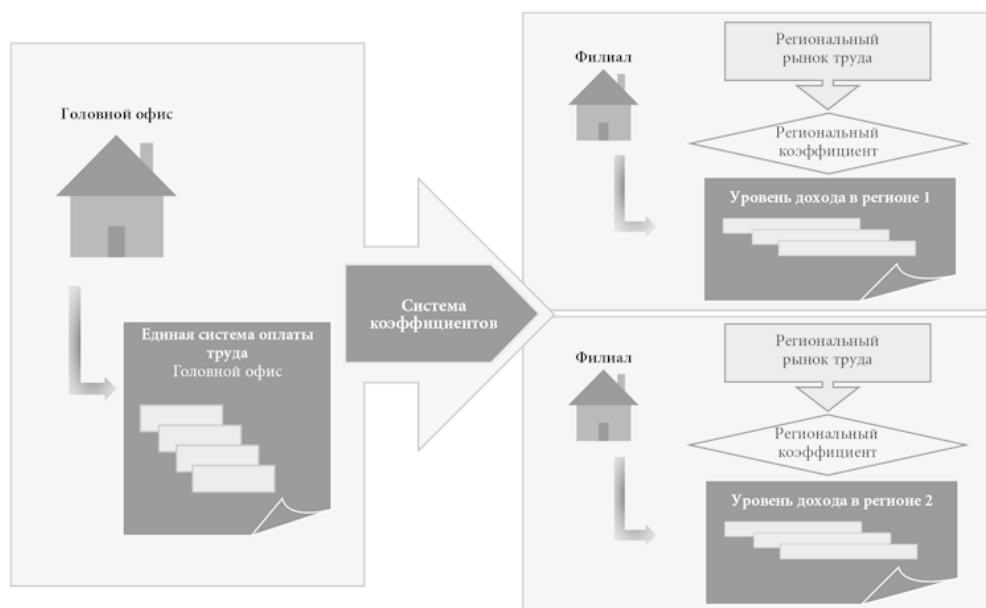 Головной офис
Единая система оплаты
труда
Головной офис
Система
коэффициентов
Филиал
Региональный
рынок труда
Региональный
коэффициент
Уровень дохода в регионе 1
Филиал
Региональный
рынок труда
Региональный
коэффициент
Уровень дохода в регионе 2